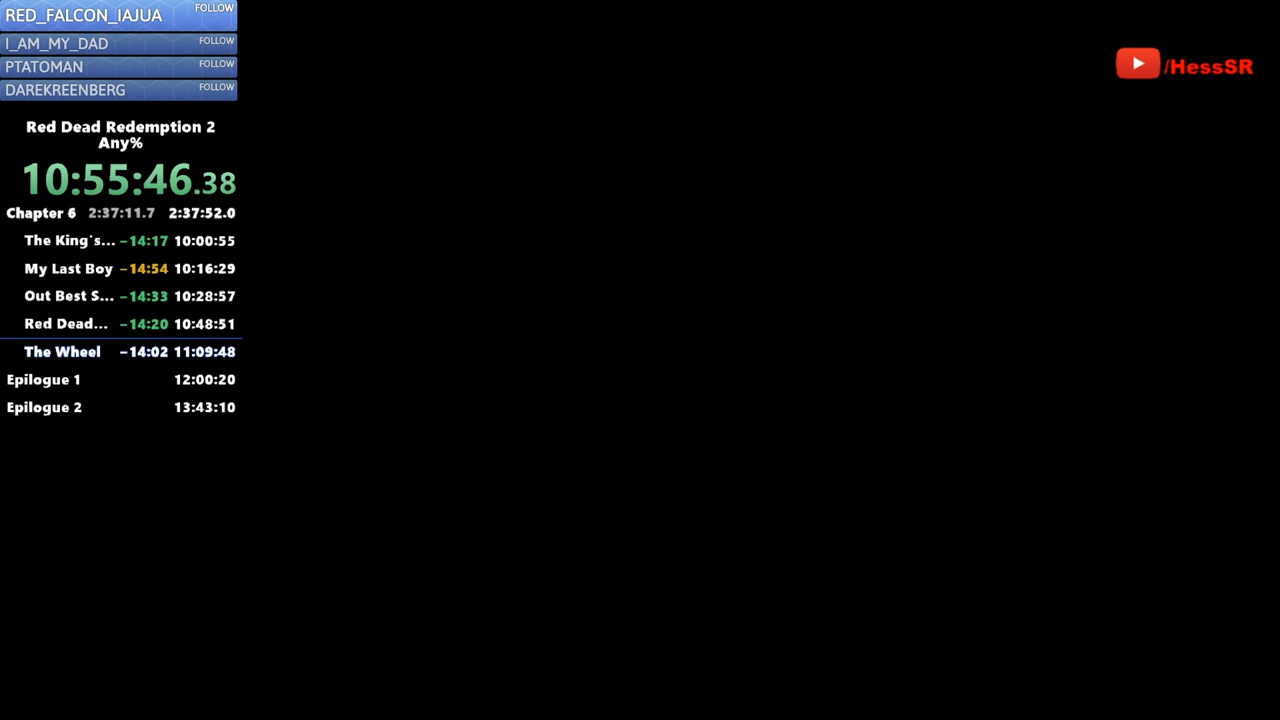 RED_FALCON_IAJUA FOLLOW
I_AM_MY_DAD FOLLOW
PTATOMAN FOLLOW
DAREKREENBERG FOLLOW
/HessSR
Red Dead Redemption 2
Any%
10:55:46.38
Chapter 6 2:37:11.7 2:37:52.0
The King's... -14:17 10:00:55
My Last Boy -14:54 10:16:29
Out Best S... -14:33 10:28:57
Red Dead... -14:20 10:48:51
The Wheel -14:02 11:09:48
Epilogue 1 12:00:20
Epilogue 2 13:43:10